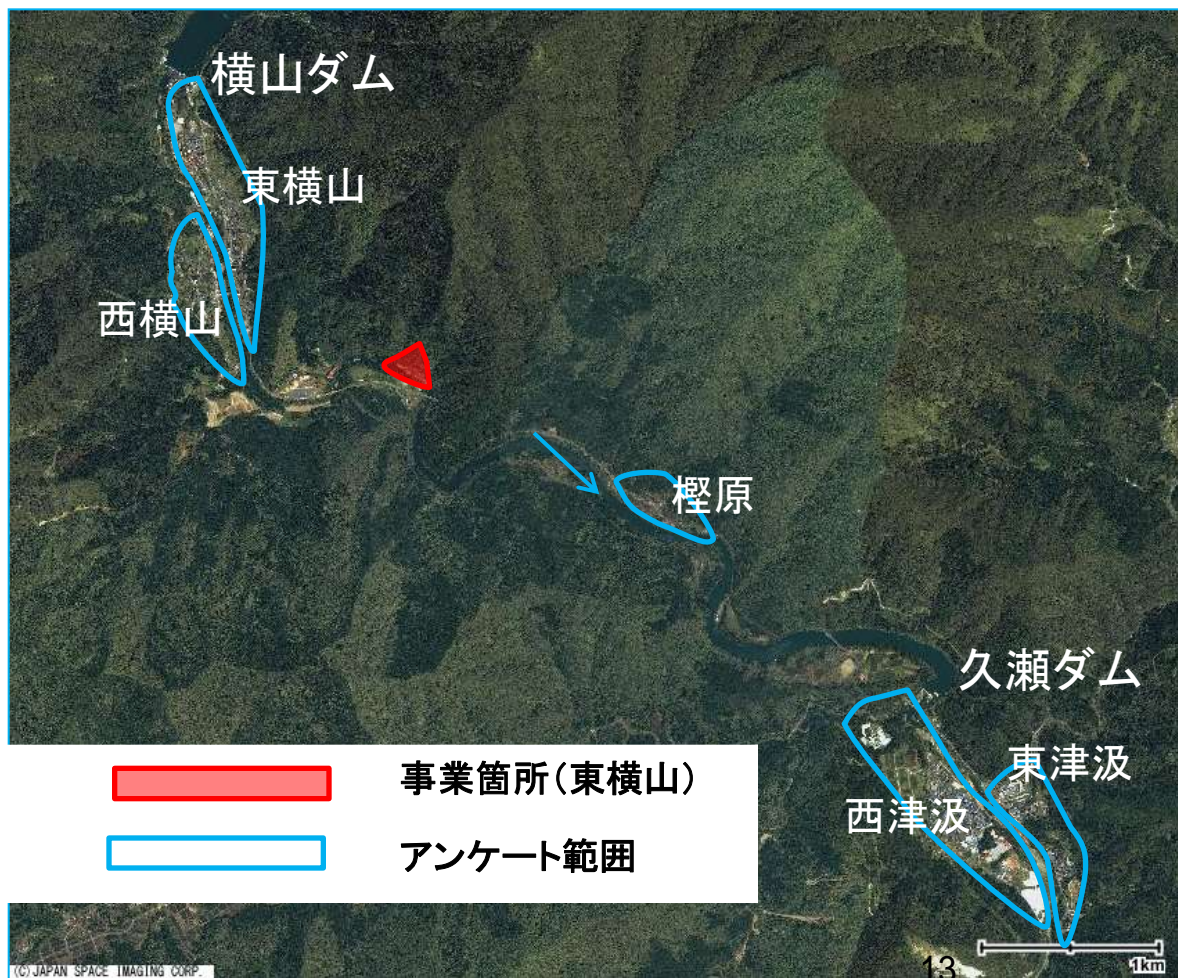 横山ダム
東横山
西横山
樫原
久瀬ダム
東津汲
西津汲
事業箇所(東横山)
アンケート範囲
13
1km
(C)JAPAN SPACE IMAGING CORP.